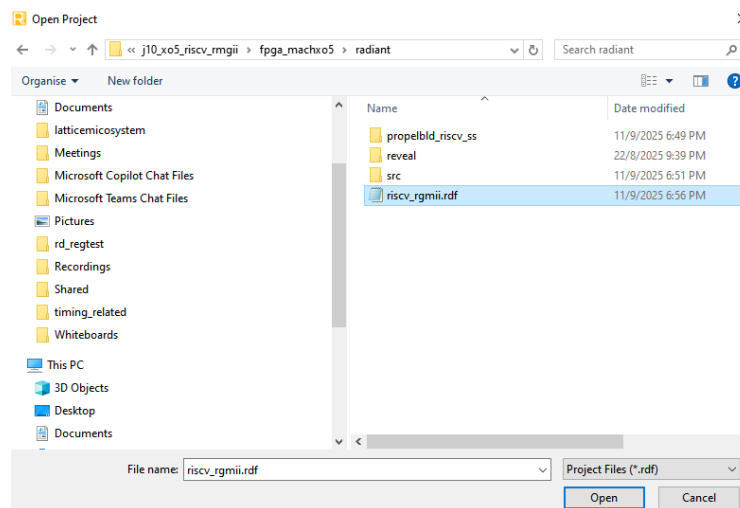 Open Project
« j10_xo5_riscv_rmgii › fpga_machxo5 › radiant
Search radiant
Organise New folder
Documents
latticemicosystem
Meetings
Microsoft Copilot Chat Files
Microsoft Teams Chat Files
Pictures
rd_regtest
Recordings
Shared
timing_related
Whiteboards
This PC
3D Objects
Desktop
Documents
Name Date modified
propelbld_riscv_ss 11/9/2025 6:49 PM
reveal 22/8/2025 9:39 PM
src 11/9/2025 6:51 PM
riscv_rgmii.rdf 11/9/2025 6:56 PM
File name: riscv_rgmii.rdf Project Files (*.rdf)
Open Cancel